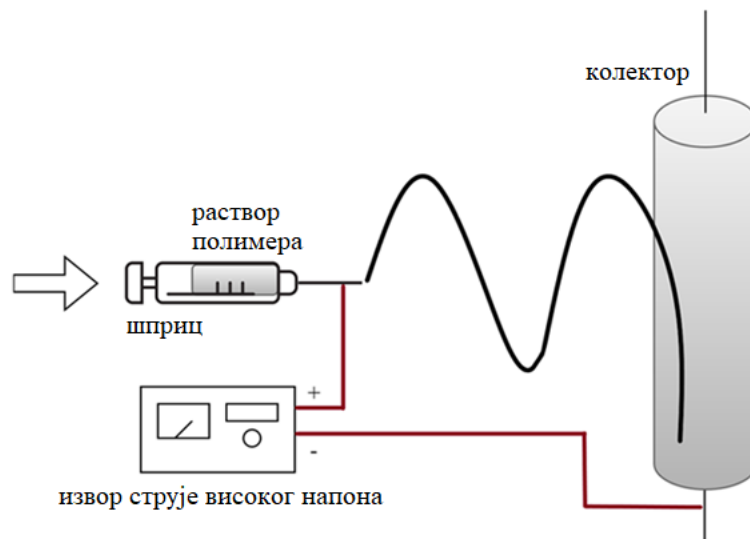 колектор
раствор
полимера
шприц
+
-
извор струје високог напона